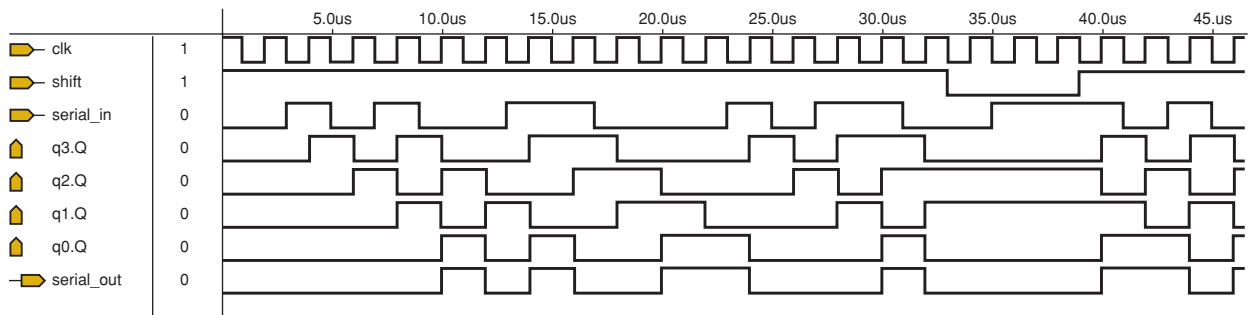 5.0us 10.0us 15.0us 20.0us 25.0us 30.0us 35.0us 40.0us 45.0us
clk 1
shift 1
serial_in 0
q3.Q 0
q2.Q 0
q1.Q 0
q0.Q 0
serial_out 0